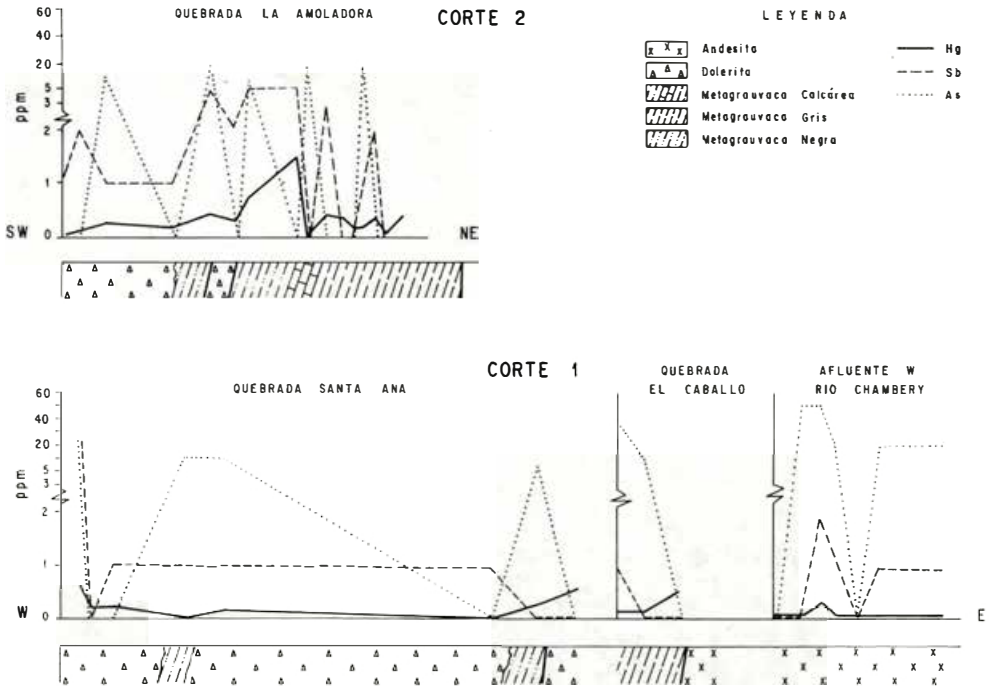 QUEBRADA LA AMOLADORA
CORTE 2
60
40
20
5
3
2
1
0
ppm
SW
NE
LEYENDA
Andesita
Dolerita
Metagrauvaca Calcárea
Metagrauvaca Gris
Metagrauvaca Negra
Hg
Sb
As
CORTE 1
QUEBRADA SANTA ANA
QUEBRADA
EL CABALLO
AFLUENTE W
RIO CHAMBERY
60
40
20
5
3
2
1
0
ppm
W
E